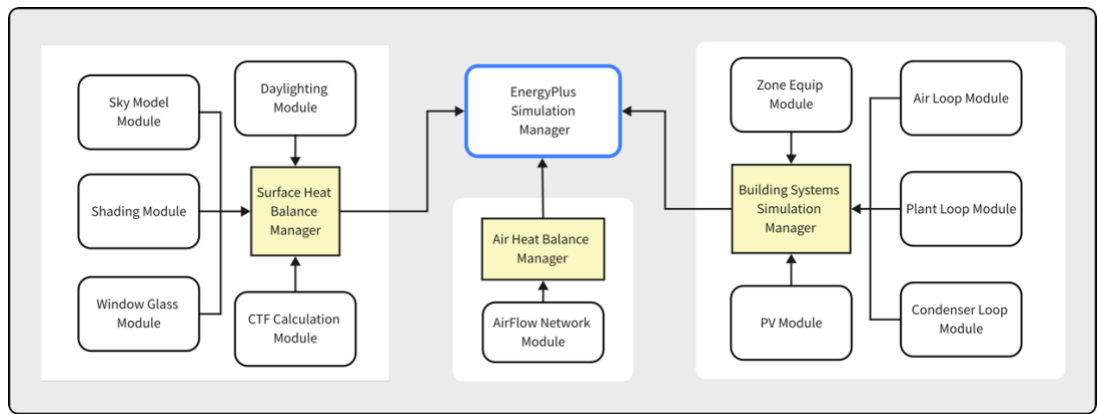 Sky Model
Module
Daylighting
Module
Shading Module
Surface Heat
Balance
Manager
Window Glass
Module
CTF Calculation
Module
EnergyPlus
Simulation
Manager
Air Heat Balance
Manager
AirFlow Network
Module
Zone Equip
Module
Air Loop Module
Building Systems
Simulation
Manager
Plant Loop Module
PV Module
Condenser Loop
Module